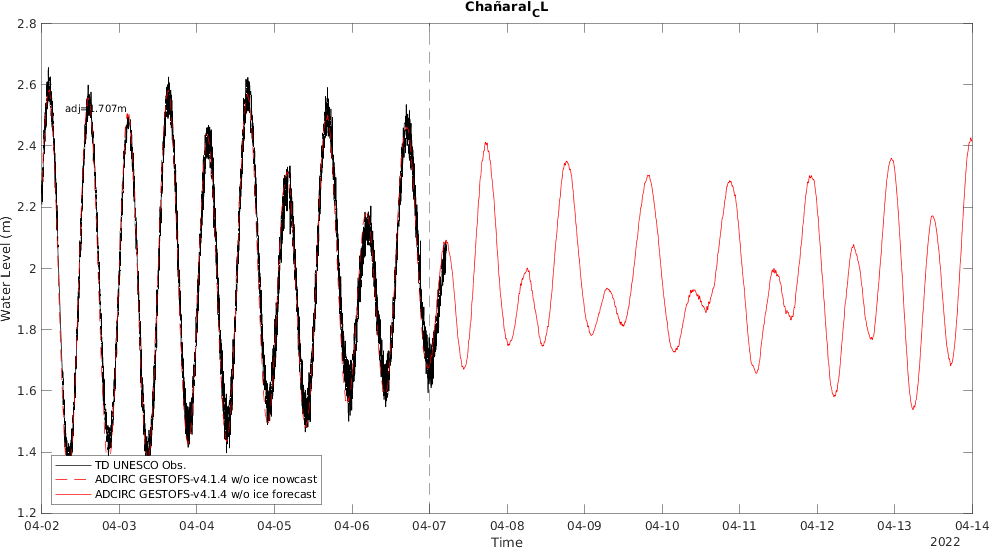 Chañaral_CL
2.8
2.6
adj=1.707m
2.4
2.2
2
1.8
1.6
1.4
1.2
Water Level (m)
TD UNESCO Obs.
ADCIRC GESTOFS-v4.1.4 w/o ice nowcast
ADCIRC GESTOFS-v4.1.4 w/o ice forecast
04-02 04-03 04-04 04-05 04-06 04-07 04-08 04-09 04-10 04-11 04-12 04-13 04-14
Time
2022